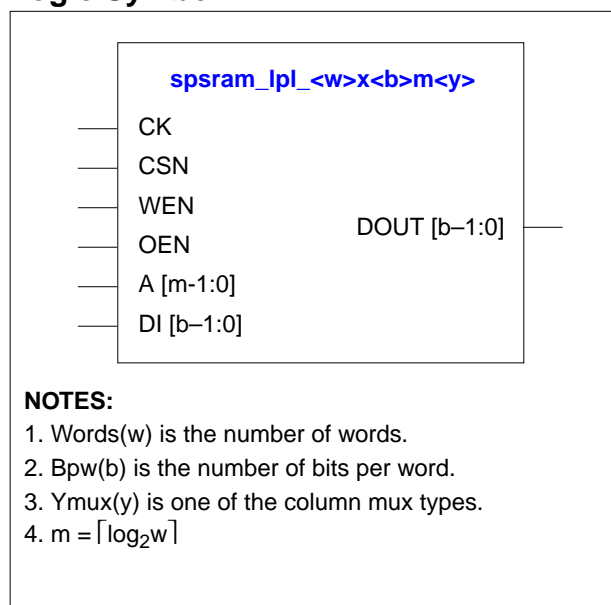 spsram_lpl_<w>x<b>m<y>
CK
CSN
WEN
OEN
A [m-1:0]
DI [b–1:0]
DOUT [b–1:0]
NOTES:
1. Words(w) is the number of words.
2. Bpw(b) is the number of bits per word.
3. Ymux(y) is one of the column mux types.
4. m = ⌈log₂w⌉